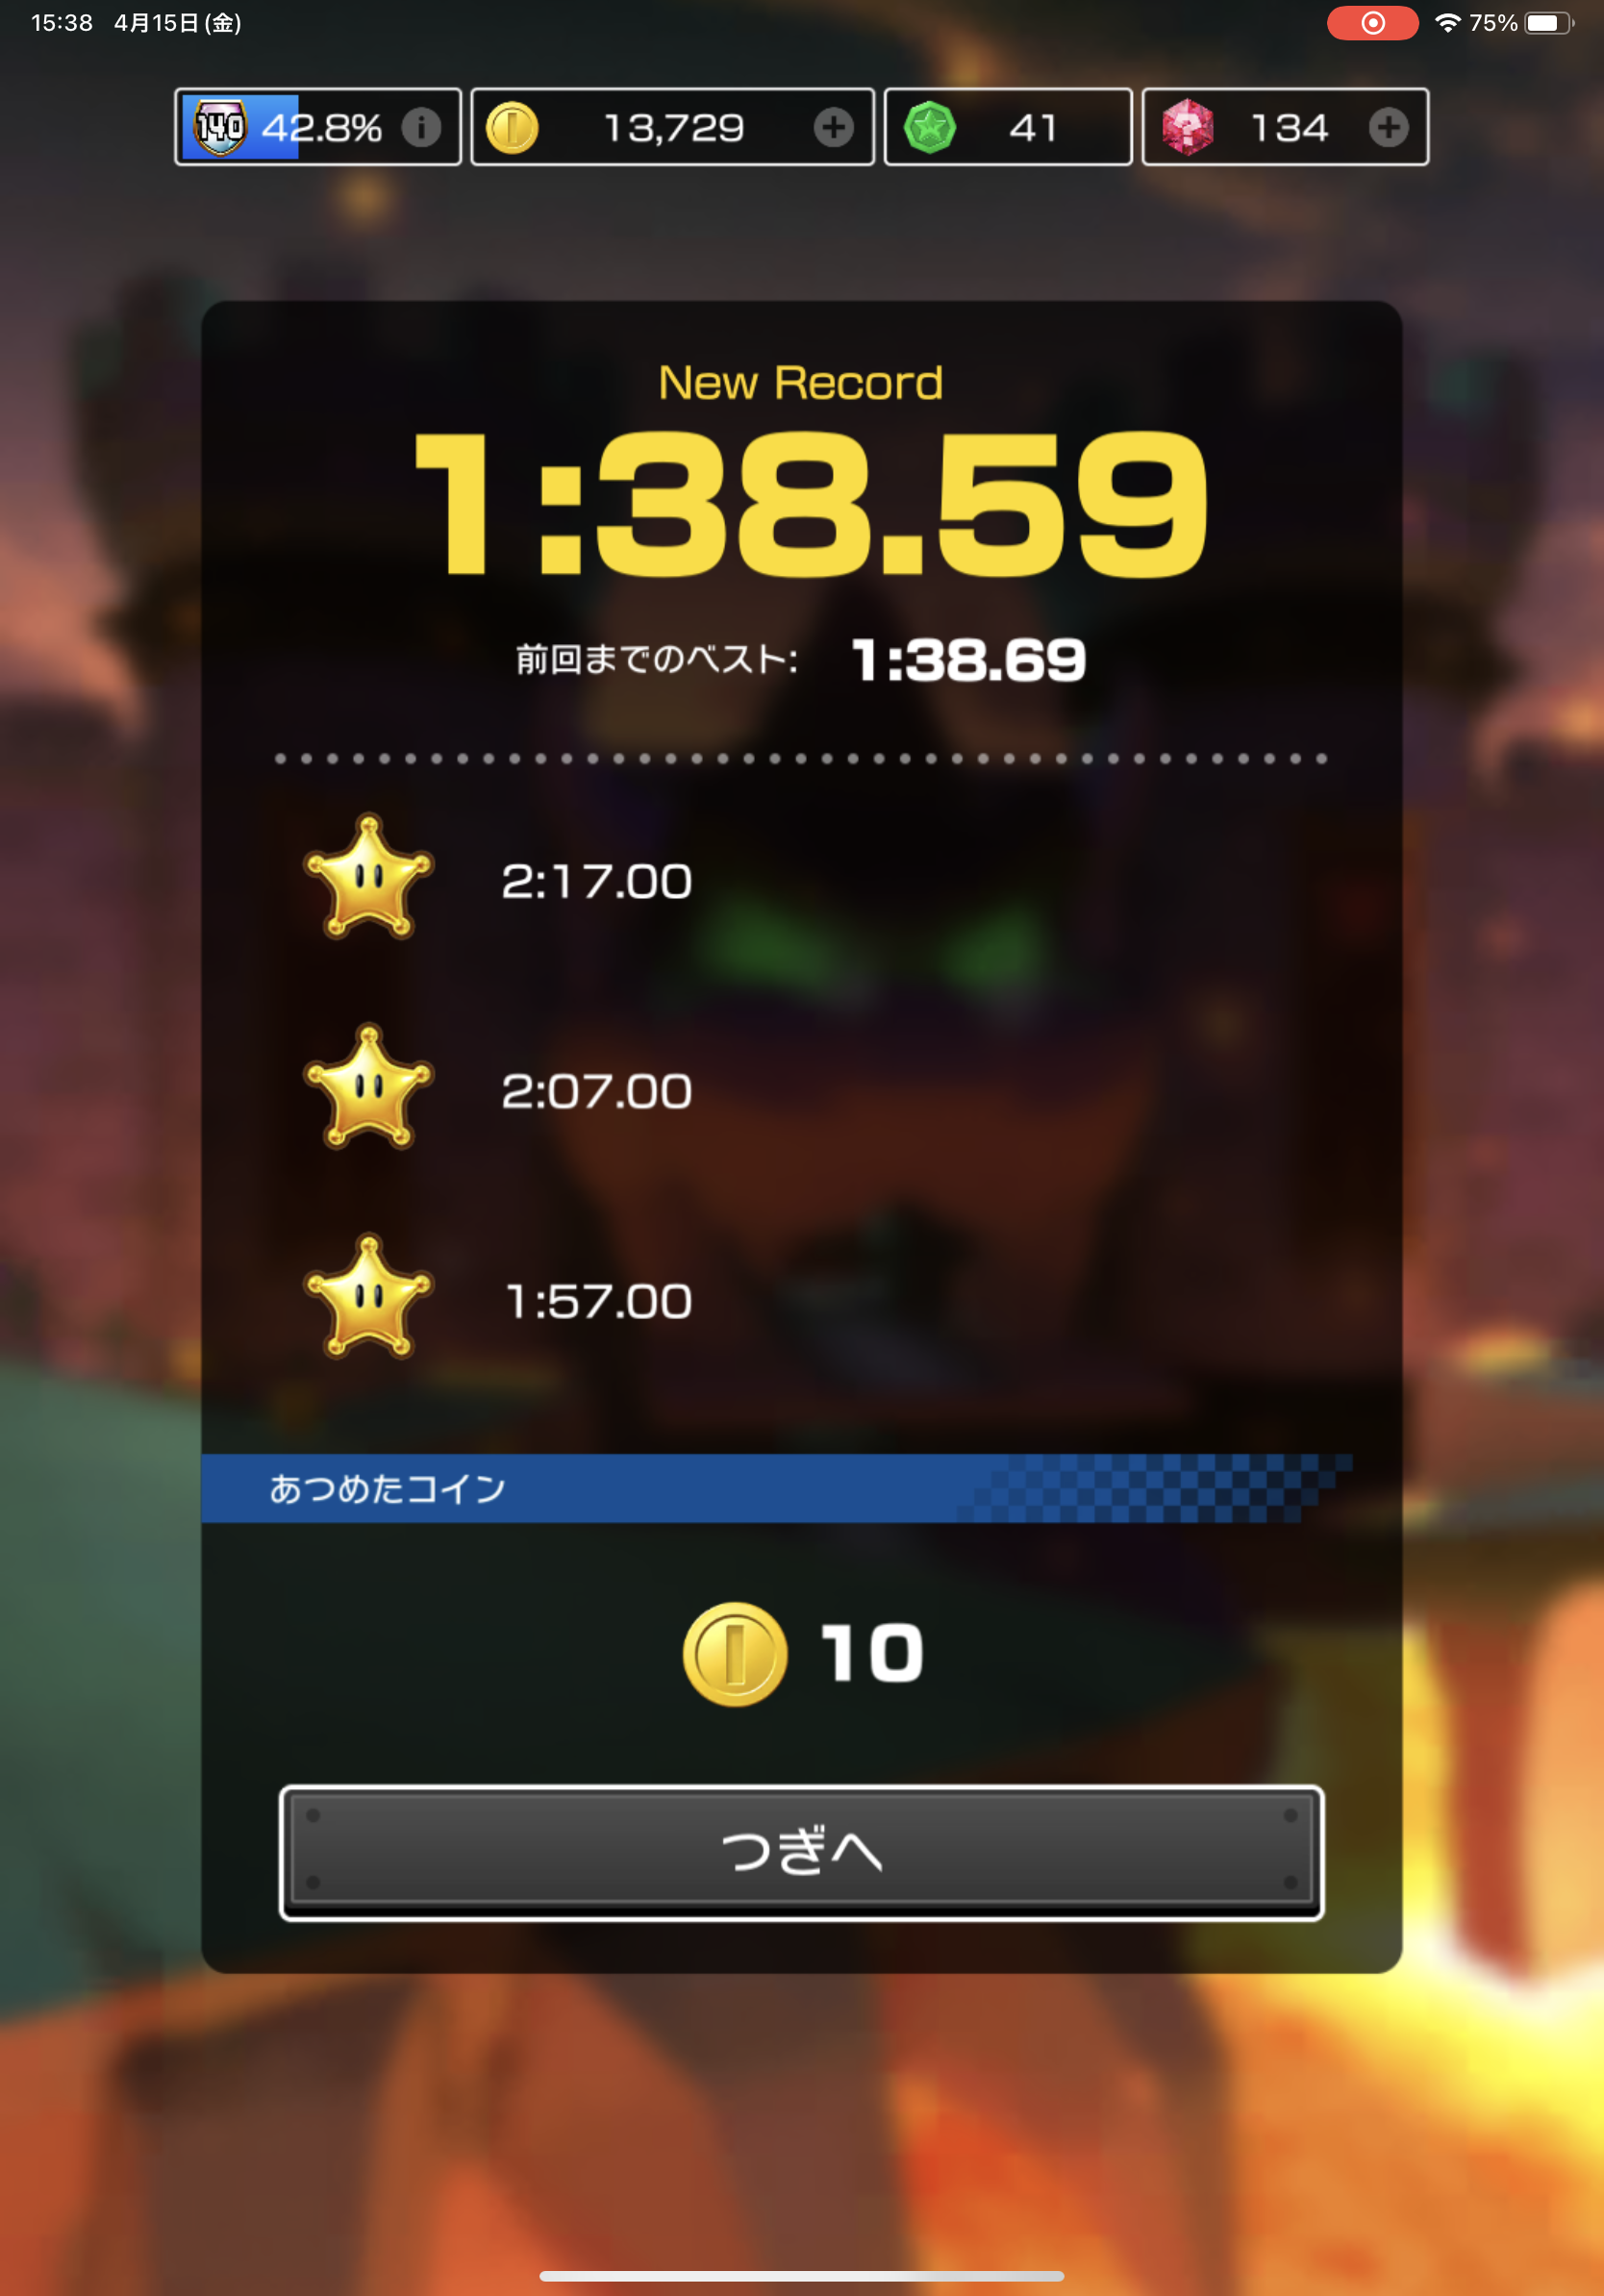 15:38 4月15日(金) 75%
140 42.8% i 13,729 + 41 ? 134 +
New Record
1:38.59
前回までのベスト: 1:38.69
2:17.00
2:07.00
1:57.00
あつめたコイン
10
つぎへ